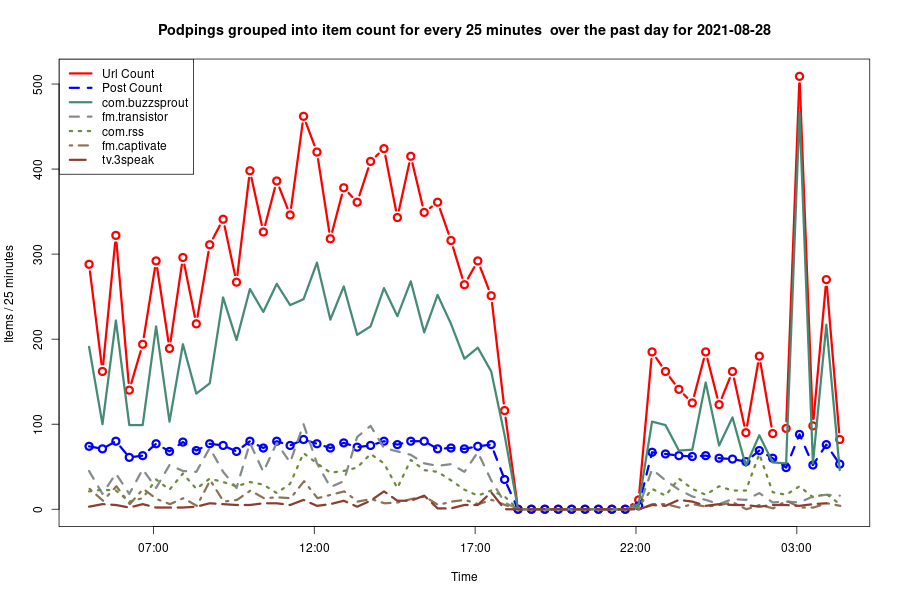 Podpings grouped into item count for every 25 minutes  over the past day for 2021-08-28
Url Count
Post Count
com.buzzsprout
fm.transistor
com.rss
fm.captivate
tv.3speak
Items / 25 minutes
500
400
300
200
100
0
07:00
12:00
17:00
22:00
03:00
Time